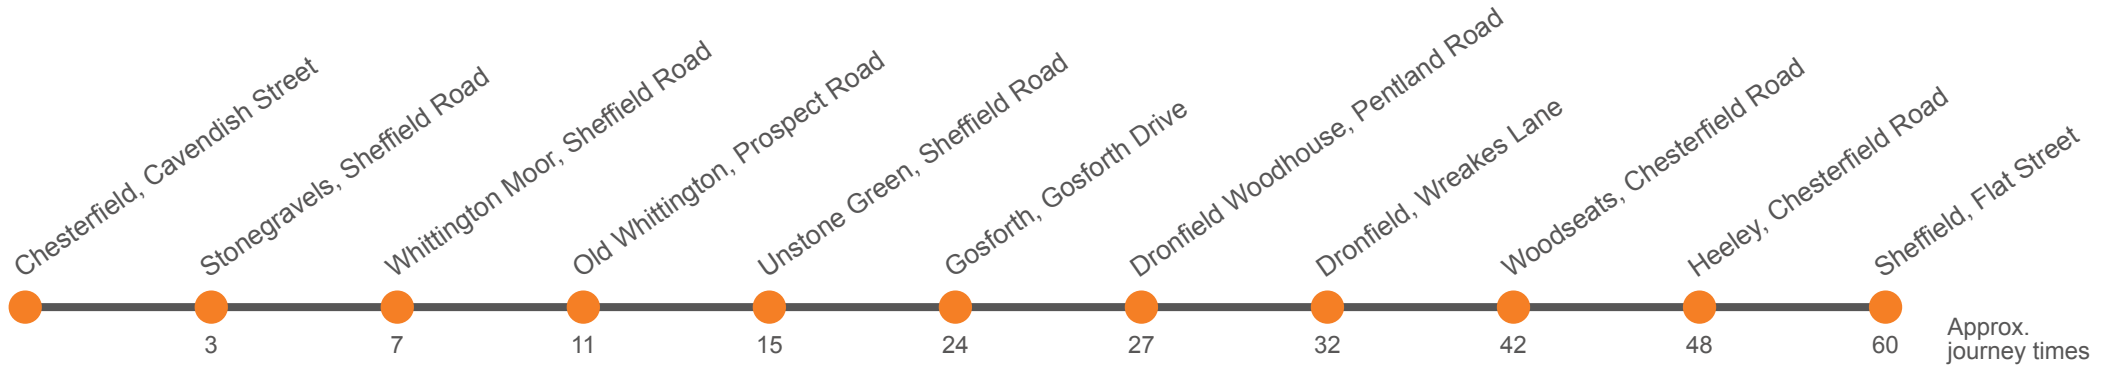 Chesterfield, Cavendish Street
Stonegravels, Sheffield Road
Whittington Moor, Sheffield Road
Old Whittington, Prospect Road
Unstone Green, Sheffield Road
Gosforth, Gosforth Drive
Dronfield Woodhouse, Pentland Road
Dronfield, Wreakes Lane
Woodseats, Chesterfield Road
Heeley, Chesterfield Road
Sheffield, Flat Street
3
7
11
15
24
27
32
42
48
60
Approx.
journey times